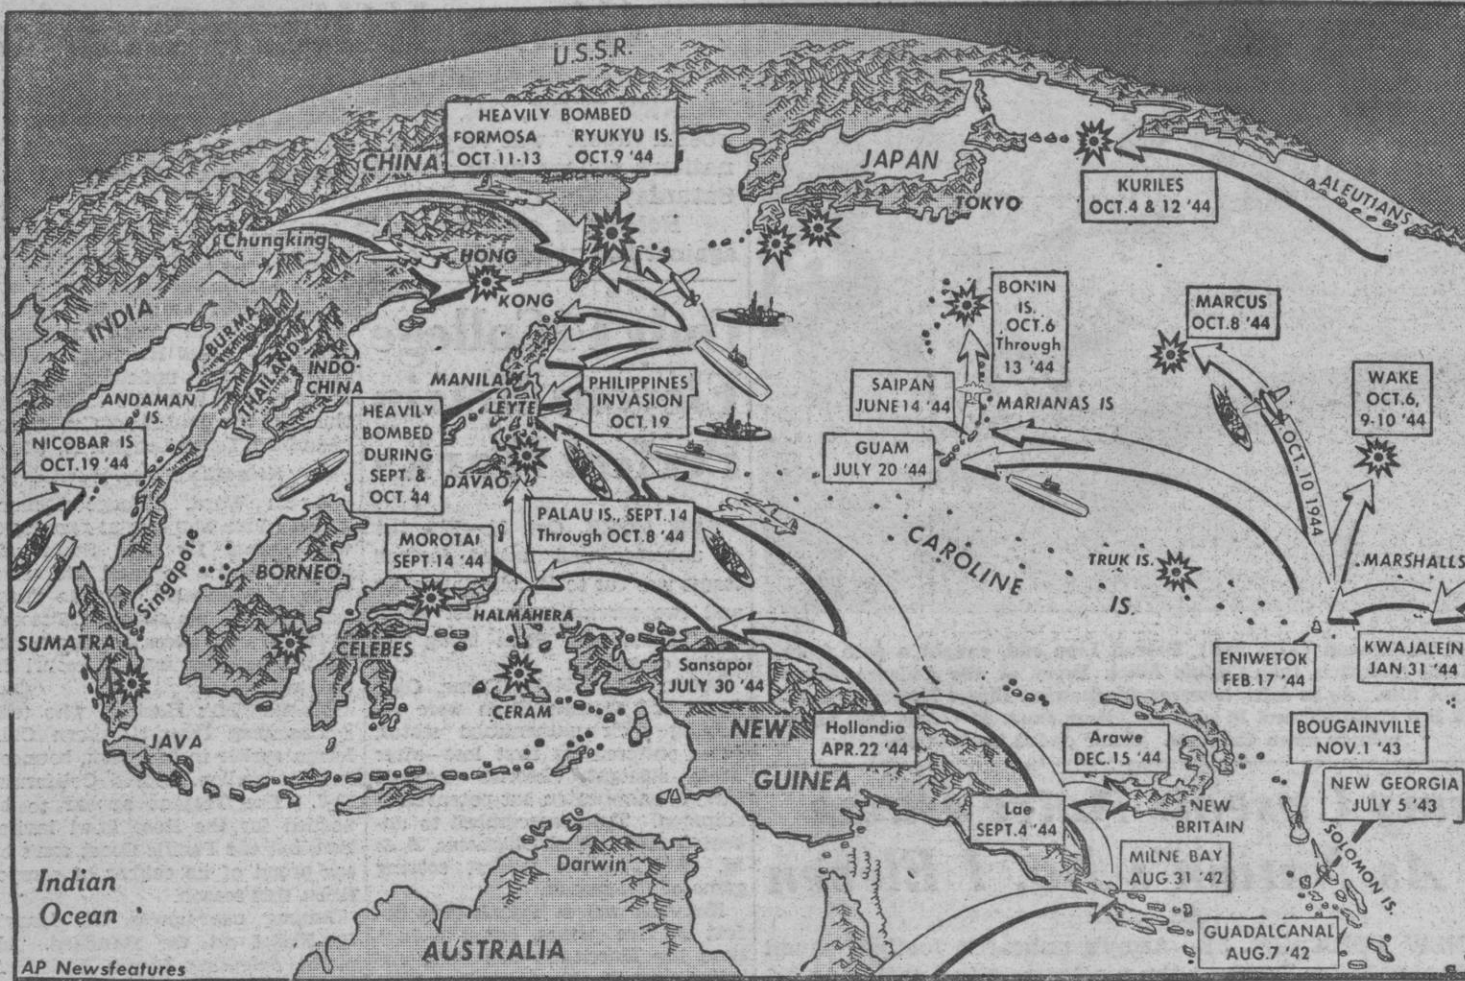 U.S.S.R.
HEAVILY BOMBED
FORMOSA RYUKYU IS.
OCT 11-13 OCT.9 '44
CHINA
JAPAN
TOKYO
KURILES
OCT.4 & 12 '44
ALEUTIANS
Chungking
HONG
KONG
INDIA
BURMA
THAILAND
INDO-
CHINA
ANDAMAN
IS.
NICOBAR IS
OCT.19 '44
MANILA
LEYTE
DAVAO
HEAVILY
BOMBED
DURING
SEPT. &
OCT. 44
PHILIPPINES
INVASION
OCT.19
BONIN
IS.
OCT.6
Through
13 '44
SAIPAN
JUNE 14 '44
MARIANAS IS
GUAM
JULY 20 '44
MARCUS
OCT.8 '44
WAKE
OCT.6,
9-10 '44
OCT.10 1944
PALAU IS., SEPT.14
Through OCT.8 '44
MOROTAI
SEPT.14 '44
CAROLINE
IS.
TRUK IS.
MARSHALLS
Singapore
BORNEO
SUMATRA
CELEBES
HALMAHERA
CERAM
JAVA
Sansapor
JULY 30 '44
NEW
GUINEA
Hollandia
APR.22 '44
ENIWETOK
FEB.17 '44
KWAJALEIN
JAN.31 '44
Arawe
DEC.15 '44
BOUGAINVILLE
NOV.1 '43
NEW GEORGIA
JULY 5 '43
Lae
SEPT.4 '44
NEW
BRITAIN
SOLOMON IS.
MILNE BAY
AUG.31 '42
GUADALCANAL
AUG.7 '42
Darwin
Indian
Ocean
AUSTRALIA
AP Newsfeatures